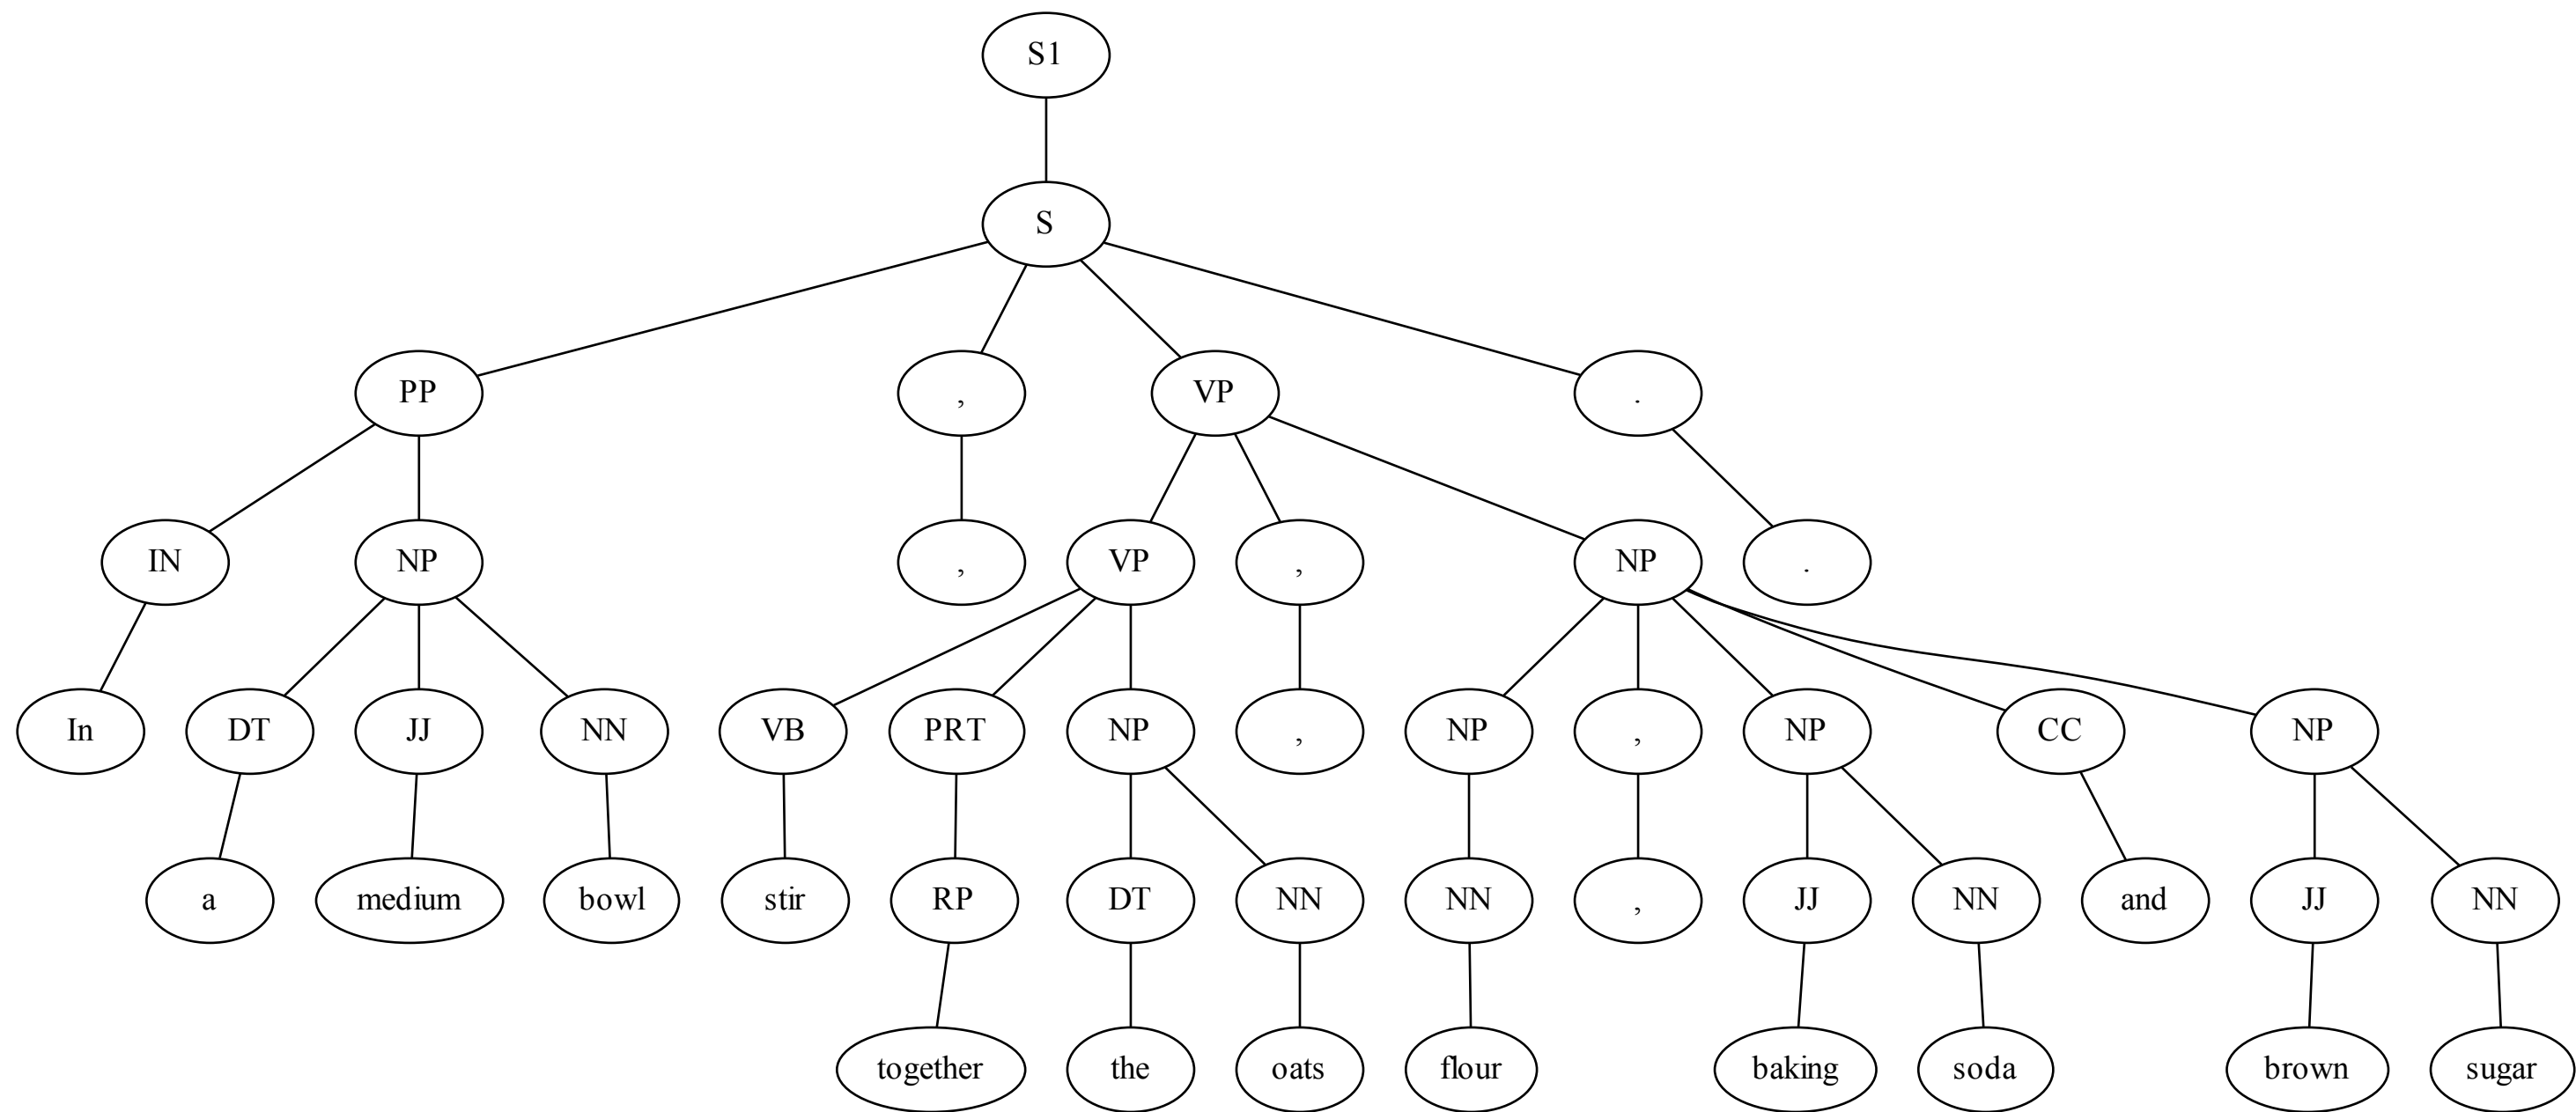 S1
S
PP , VP .
IN NP , VP , NP .
In DT JJ NN VB PRT NP , NP , NP CC NP
a medium bowl stir RP DT NN NN , JJ NN and JJ NN
together the oats flour baking soda brown sugar